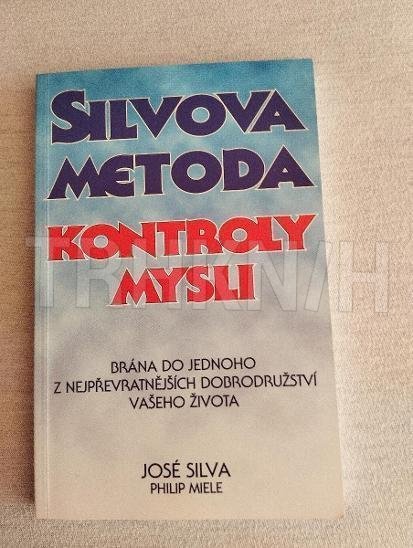 SILVOVA
METODA
KONTROLY
MYSLI
BRÁNA DO JEDNOHO
Z NEJPŘEVRATNĚJŠÍCH DOBRODRUŽSTVÍ
VAŠEHO ŽIVOTA
JOSÉ SILVA
PHILIP MIELE